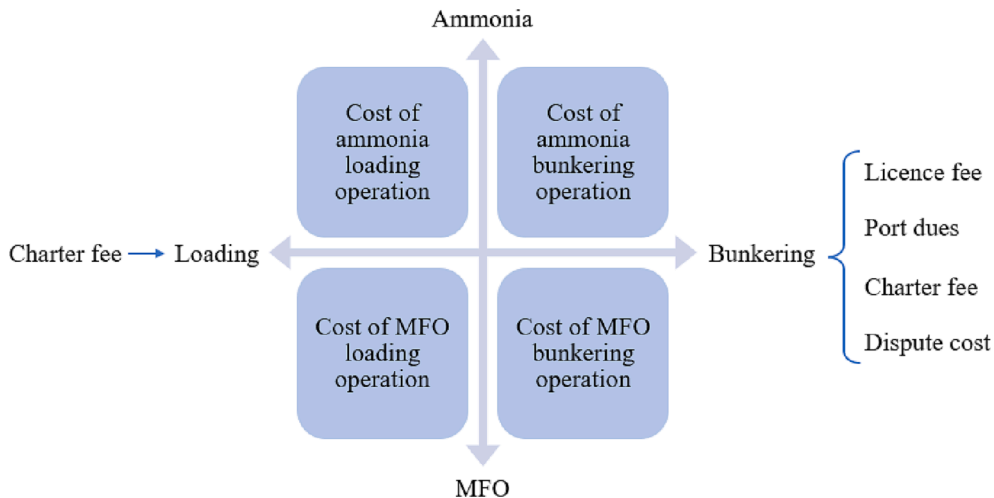 Ammonia
Cost of
ammonia
loading
operation
Cost of
ammonia
bunkering
operation
Licence fee
Port dues
Charter fee
Dispute cost
Charter fee
Loading
Bunkering
Cost of MFO
loading
operation
Cost of MFO
bunkering
operation
MFO